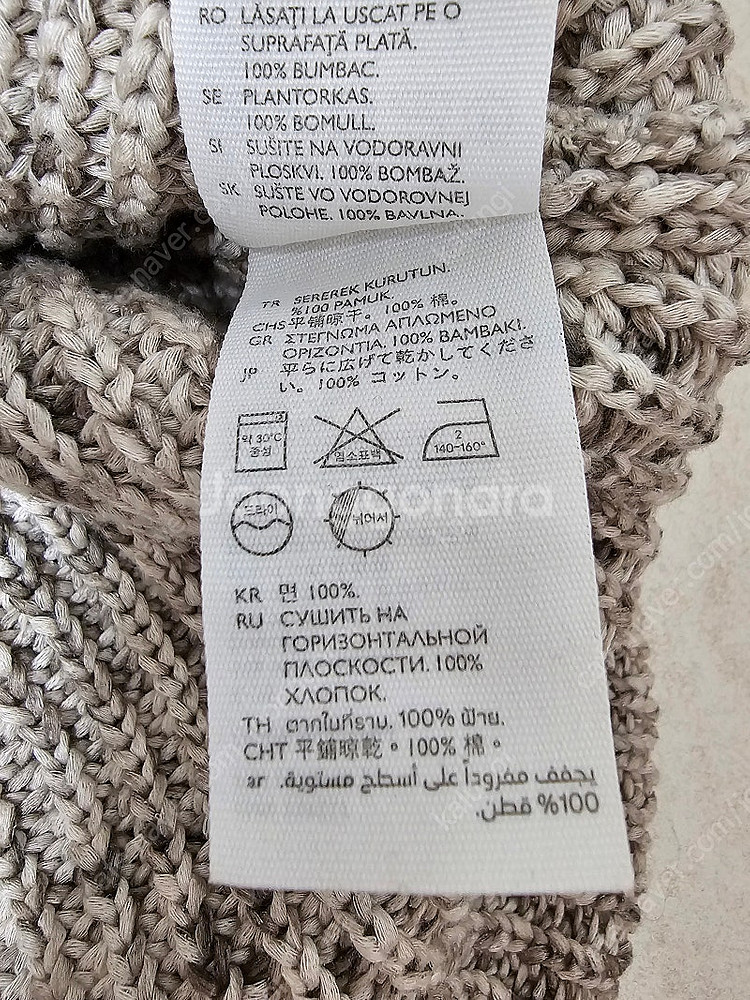 RO LĂSAȚI LA USCAT PE O
SUPRAFAȚĂ PLATĂ.
100% BUMBAC.
SE PLANTORKAS.
100% BOMULL.
SI SUŠITE NA VODORAVNI
PLOSKVI. 100% BOMBAŽ.
SK SUŠTE VO VODOROVNEJ
POLOHE. 100% BAVLNA.
TR SEREREK KURUTUN.
%100 PAMUK.
CHS平铺晾干。100% 棉。
GR ΣΤΕΓΝΩΜΑ ΑΠΛΩΜΕΝΟ
ΟΡΙΖΟΝΤΙΑ. 100% ΒΑΜΒΑΚΙ.
JP 平らに広げて乾かしてくださ
い。100% コットン。
약 30°C
중성
염소표백
2
140-160°
드라이
뉘어서
KR 면 100%.
RU СУШИТЬ НА
ГОРИЗОНТАЛЬНОЙ
ПЛОСКОСТИ. 100%
ХЛОПОК.
TH ตากในที่ราบ. 100% ฝ้าย.
CHT 平鋪晾乾。100% 棉。
ar يجفف مفروداً على أسطح مستوية.
100% قطن.